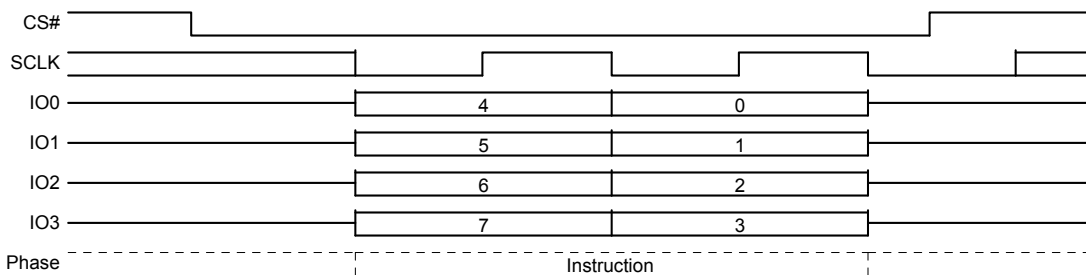 CS#
SCLK
IO0 4 0
IO1 5 1
IO2 6 2
IO3 7 3
Phase Instruction